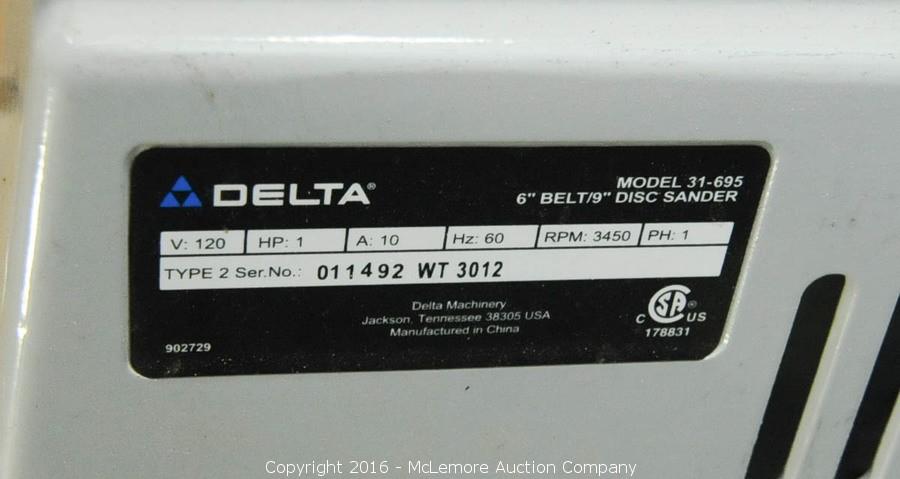 DELTA®
MODEL 31-695
6" BELT/9" DISC SANDER
V: 120 HP: 1 A: 10 Hz: 60 RPM: 3450 PH: 1
TYPE 2 Ser.No.: 011492 WT 3012
Delta Machinery
Jackson, Tennessee 38305 USA
Manufactured in China
902729
SA®
C US
178831
Copyright 2016 - McLemore Auction Company